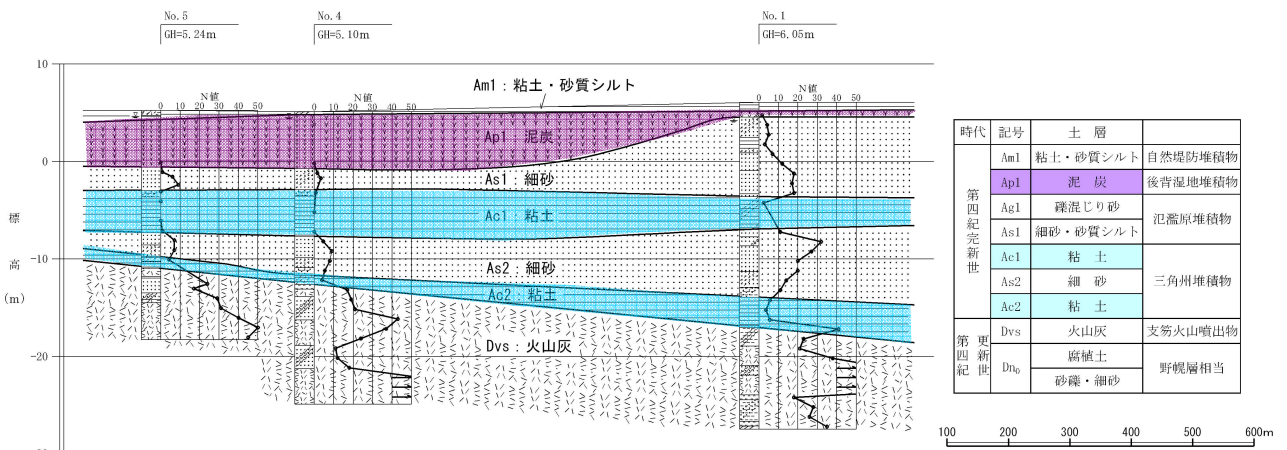 No.5
GH=5.24m
No.4
GH=5.10m
No.1
GH=6.05m
10
0
-10
-20
標
高
(m)
N値
0 10 20 30 40 50
N値
0 10 20 30 40 50
N値
0 10 20 30 40 50
Am1：粘土・砂質シルト
Ap1 泥炭
As1：細砂
Ac1：粘土
As2：細砂
Ac2：粘土
Dvs：火山灰
時代 記号 土層
第四紀完新世
Am1 粘土・砂質シルト 自然堤防堆積物
Ap1 泥炭 後背湿地堆積物
Ag1 礫混じり砂 氾濫原堆積物
As1 細砂・砂質シルト
Ac1 粘土 三角州堆積物
As2 細砂
Ac2 粘土
第四紀 更新世
Dvs 火山灰 支笏火山噴出物
Dn₀ 腐植土 野幌層相当
砂礫・細砂
100 200 300 400 500 600m